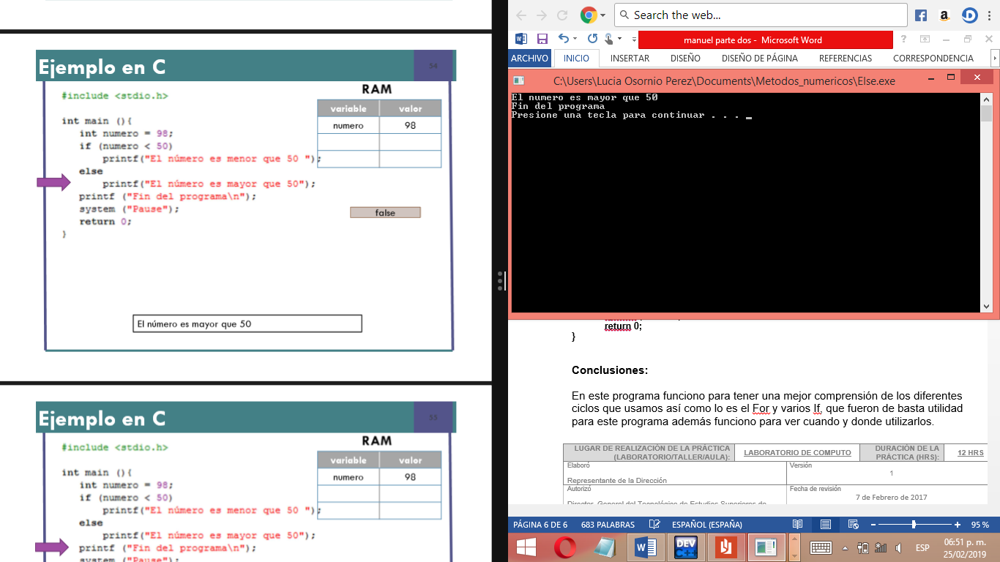 Ejemplo en C
54
#include <stdio.h>
RAM
variable valor
numero 98
int main (){
int numero = 98;
if (numero < 50)
printf("El número es menor que 50 ");
else
printf("El número es mayor que 50");
printf ("Fin del programa\n");
system ("Pause");
return 0;
}
false
El número es mayor que 50
Ejemplo en C
55
#include <stdio.h>
RAM
variable valor
numero 98
int main (){
int numero = 98;
if (numero < 50)
printf("El número es menor que 50 ");
else
printf("El número es mayor que 50");
printf ("Fin del programa\n");
system ("Pause");
Search the web...
manuel parte dos - Microsoft Word
ARCHIVO INICIO INSERTAR DISEÑO DISEÑO DE PÁGINA REFERENCIAS CORRESPONDENCIA
C:\Users\Lucia Osornio Perez\Documents\Metodos_numericos\Else.exe
El numero es mayor que 50
Fin del programa
Presione una tecla para continuar . . . _
return 0;
}
Conclusiones:
En este programa funciono para tener una mejor comprensión de los diferentes
ciclos que usamos así como lo es el For y varios If, que fueron de basta utilidad
para este programa además funciono para ver cuando y donde utilizarlos.
LUGAR DE REALIZACIÓN DE LA PRÁCTICA
(LABORATORIO/TALLER/AULA):
LABORATORIO DE COMPUTO
DURACIÓN DE LA
PRÁCTICA (HRS):
12 HRS
Elaboró
Representante de la Dirección
Versión
1
Autorizó
Director General del Tecnológico de Estudios Superiores de
Fecha de revisión
7 de Febrero de 2017
PÁGINA 6 DE 6 683 PALABRAS ESPAÑOL (ESPAÑA) 95 %
DEV
C++
ESP
06:51 p. m.
25/02/2019